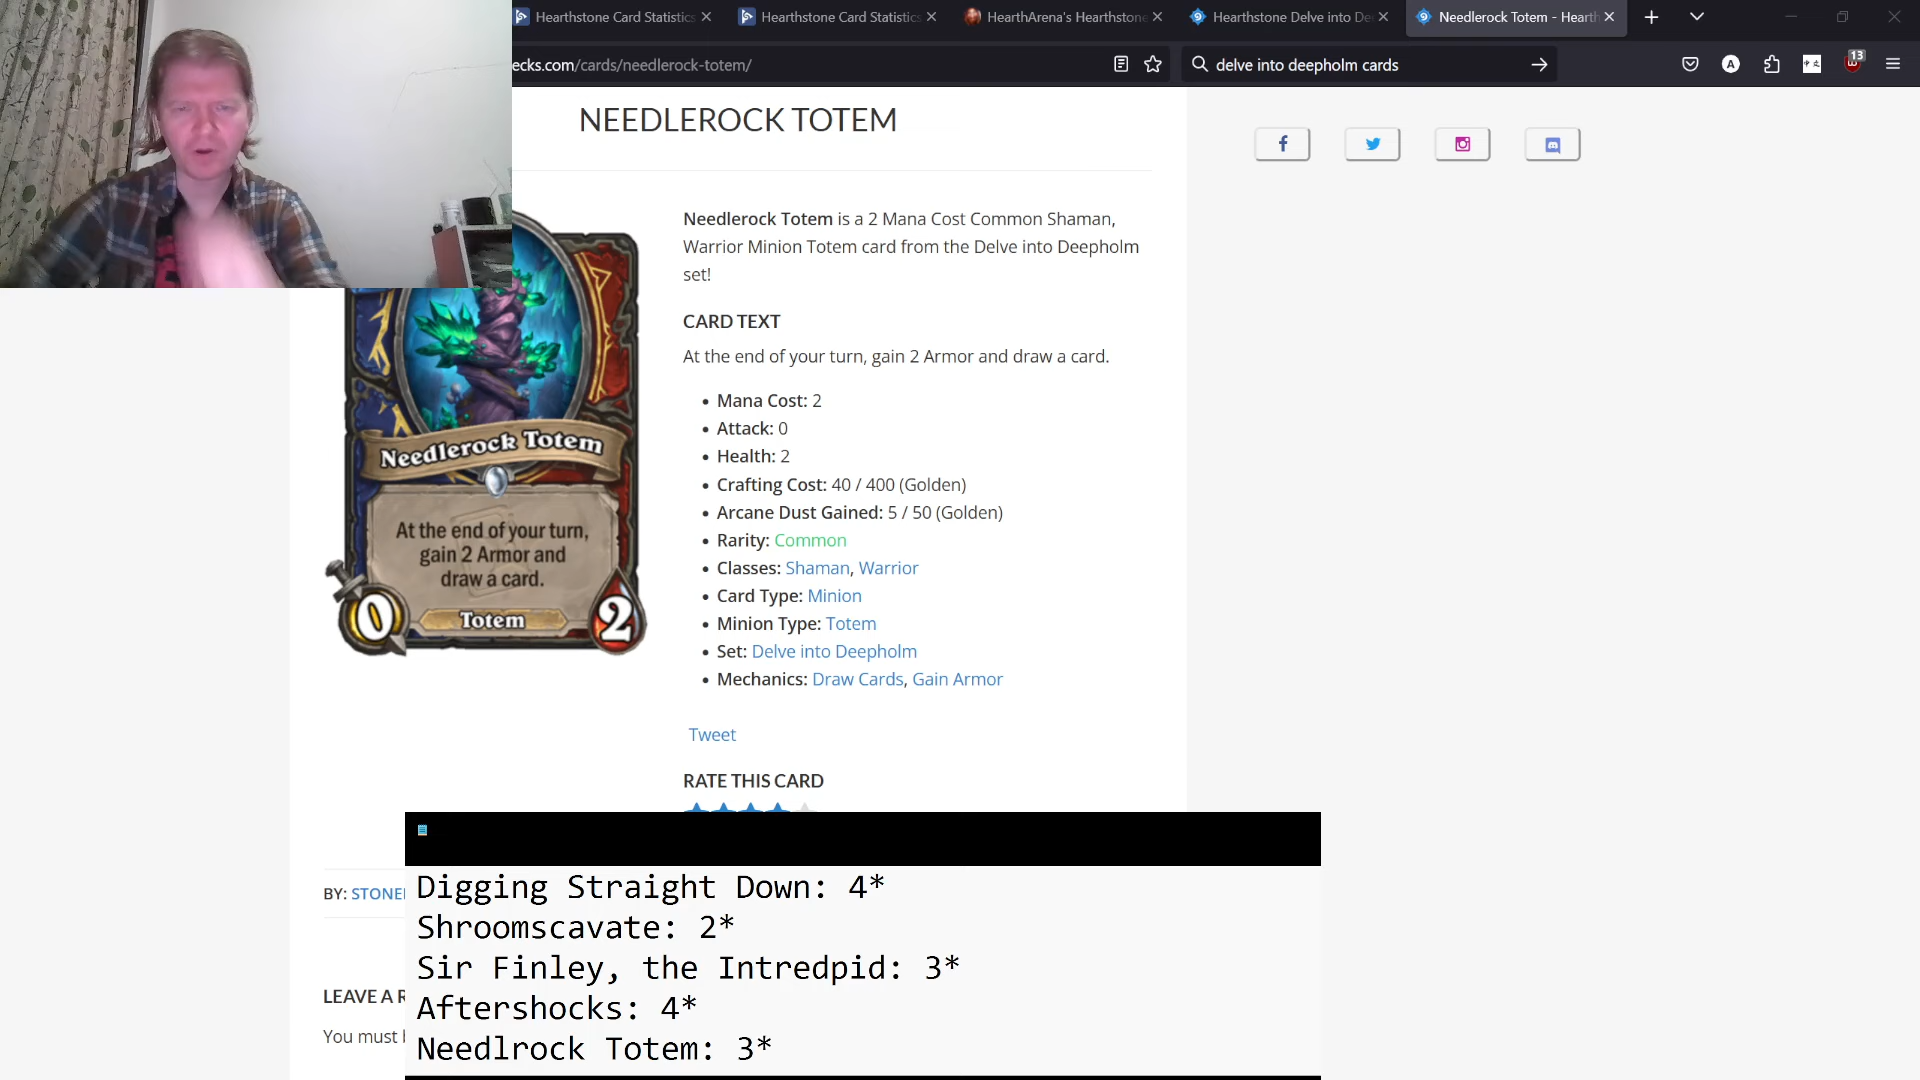 Hearthstone Card Statistics
Hearthstone Card Statistics
HearthArena's Hearthstone
Hearthstone Delve into De
Needlerock Totem - Hearth
ecks.com/cards/needlerock-totem/
delve into deepholm cards
13
NEEDLEROCK TOTEM
Needlerock Totem is a 2 Mana Cost Common Shaman,
Warrior Minion Totem card from the Delve into Deepholm
set!
CARD TEXT
At the end of your turn, gain 2 Armor and draw a card.
Mana Cost: 2
Attack: 0
Health: 2
Crafting Cost: 40 / 400 (Golden)
Arcane Dust Gained: 5 / 50 (Golden)
Rarity: Common
Classes: Shaman, Warrior
Card Type: Minion
Minion Type: Totem
Set: Delve into Deepholm
Mechanics: Draw Cards, Gain Armor
Needlerock Totem
At the end of your turn,
gain 2 Armor and
draw a card.
0
Totem
2
Tweet
RATE THIS CARD
BY: STONE
LEAVE A R
You must
Digging Straight Down: 4*
Shroomscavate: 2*
Sir Finley, the Intredpid: 3*
Aftershocks: 4*
Needlrock Totem: 3*